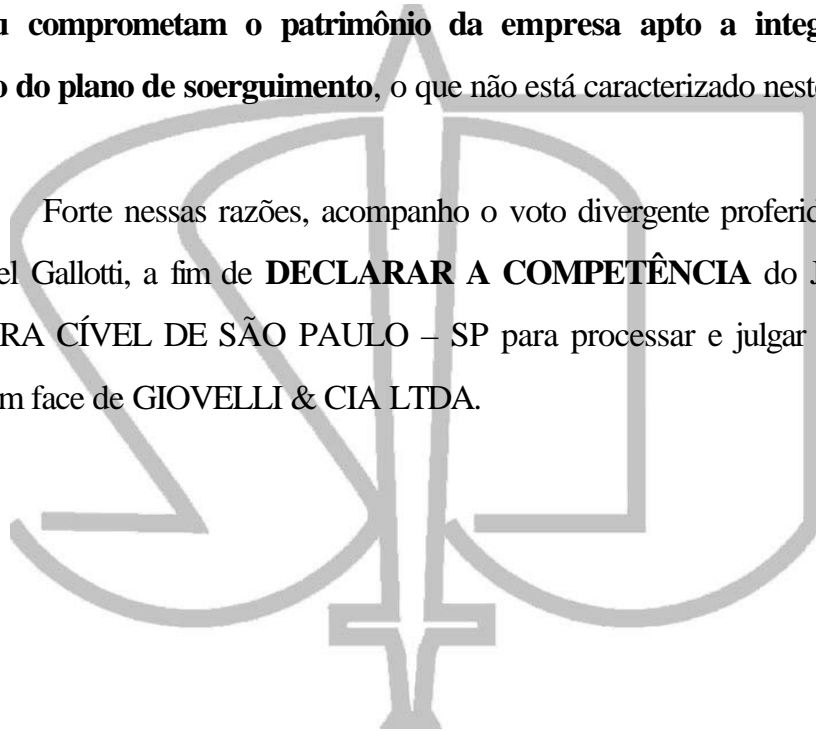 u comprometam o patrimônio da empresa apto a integ
o do plano de soerguimento, o que não está caracterizado neste
Forte nessas razões, acompanho o voto divergente proferid
el Gallotti, a fim de DECLARAR A COMPETÊNCIA do J
RA CÍVEL DE SÃO PAULO – SP para processar e julgar
m face de GIOVELLI & CIA LTDA.